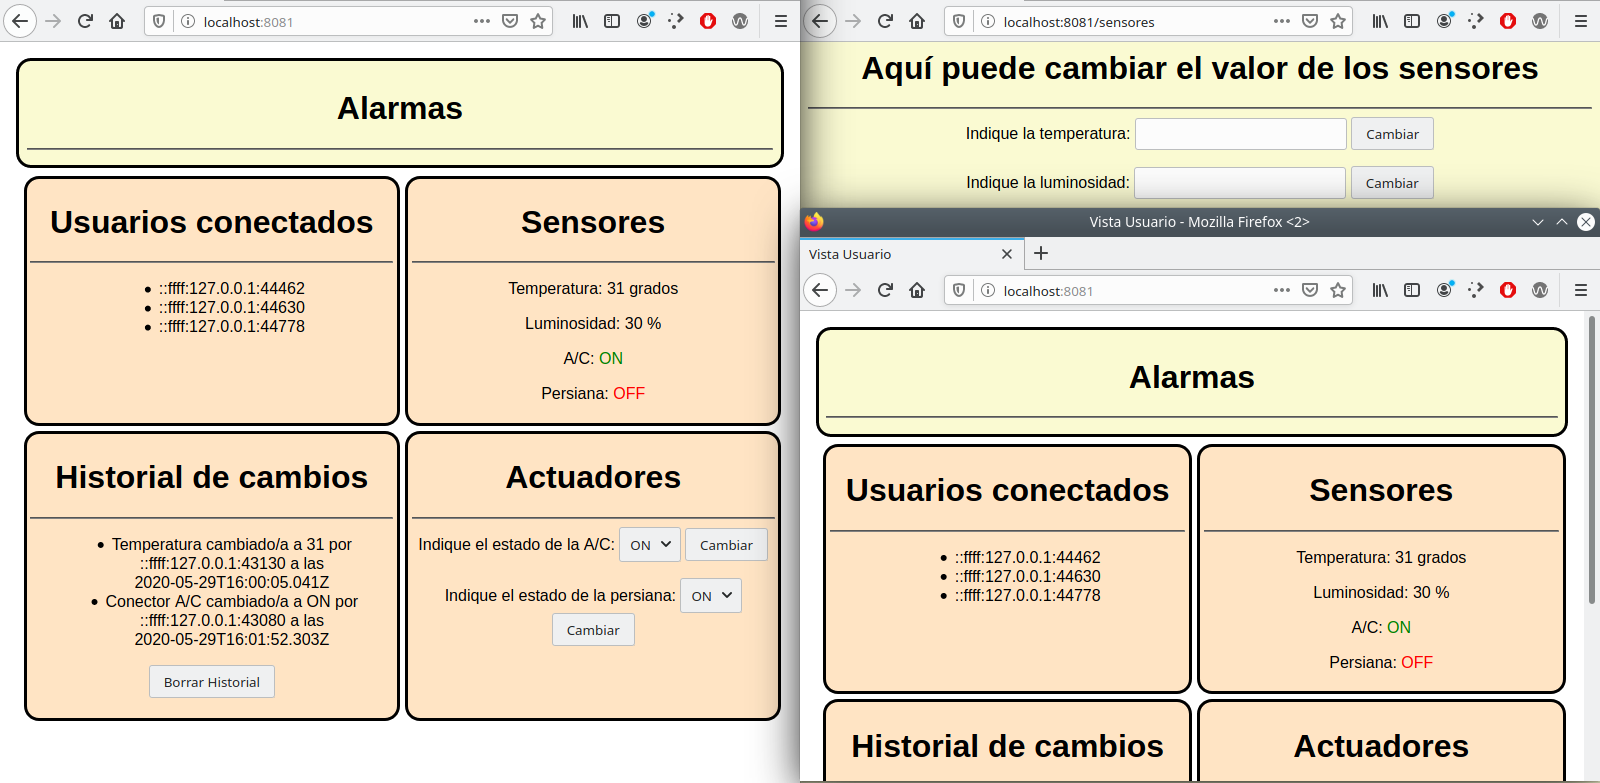 localhost:8081
Alarmas
Usuarios conectados
::ffff:127.0.0.1:44462
::ffff:127.0.0.1:44630
::ffff:127.0.0.1:44778
Sensores
Temperatura: 31 grados
Luminosidad: 30 %
A/C: ON
Persiana: OFF
Historial de cambios
Temperatura cambiado/a a 31 por
::ffff:127.0.0.1:43130 a las
2020-05-29T16:00:05.041Z
Conector A/C cambiado/a a ON por
::ffff:127.0.0.1:43080 a las
2020-05-29T16:01:52.303Z
Borrar Historial
Actuadores
Indique el estado de la A/C: ON Cambiar
Indique el estado de la persiana: ON
Cambiar
localhost:8081/sensores
Aquí puede cambiar el valor de los sensores
Indique la temperatura: Cambiar
Indique la luminosidad: Cambiar
Vista Usuario - Mozilla Firefox <2>
Vista Usuario
localhost:8081
Alarmas
Usuarios conectados
::ffff:127.0.0.1:44462
::ffff:127.0.0.1:44630
::ffff:127.0.0.1:44778
Sensores
Temperatura: 31 grados
Luminosidad: 30 %
A/C: ON
Persiana: OFF
Historial de cambios
Actuadores